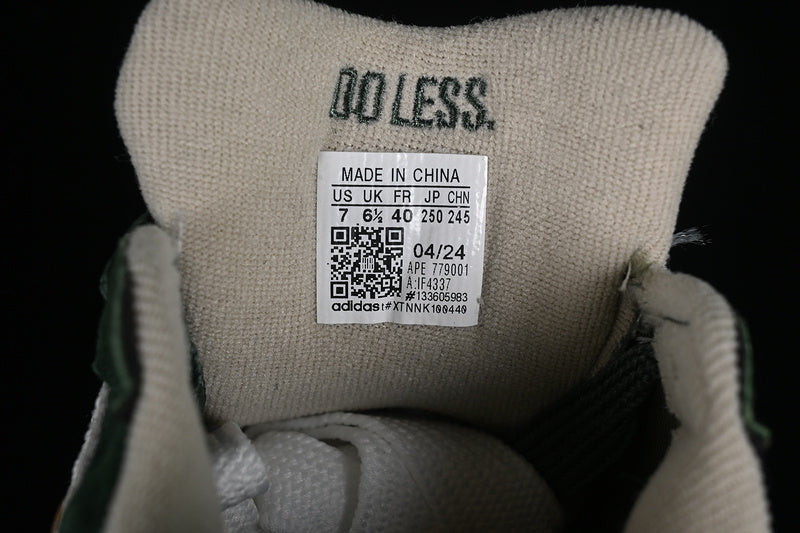 DO LESS.
MADE IN CHINA
US UK FR JP CHN
7 6½ 40 250 245
04/24
APE 779001
A:IF4337
#133605983
adidas t#XTNNK100440